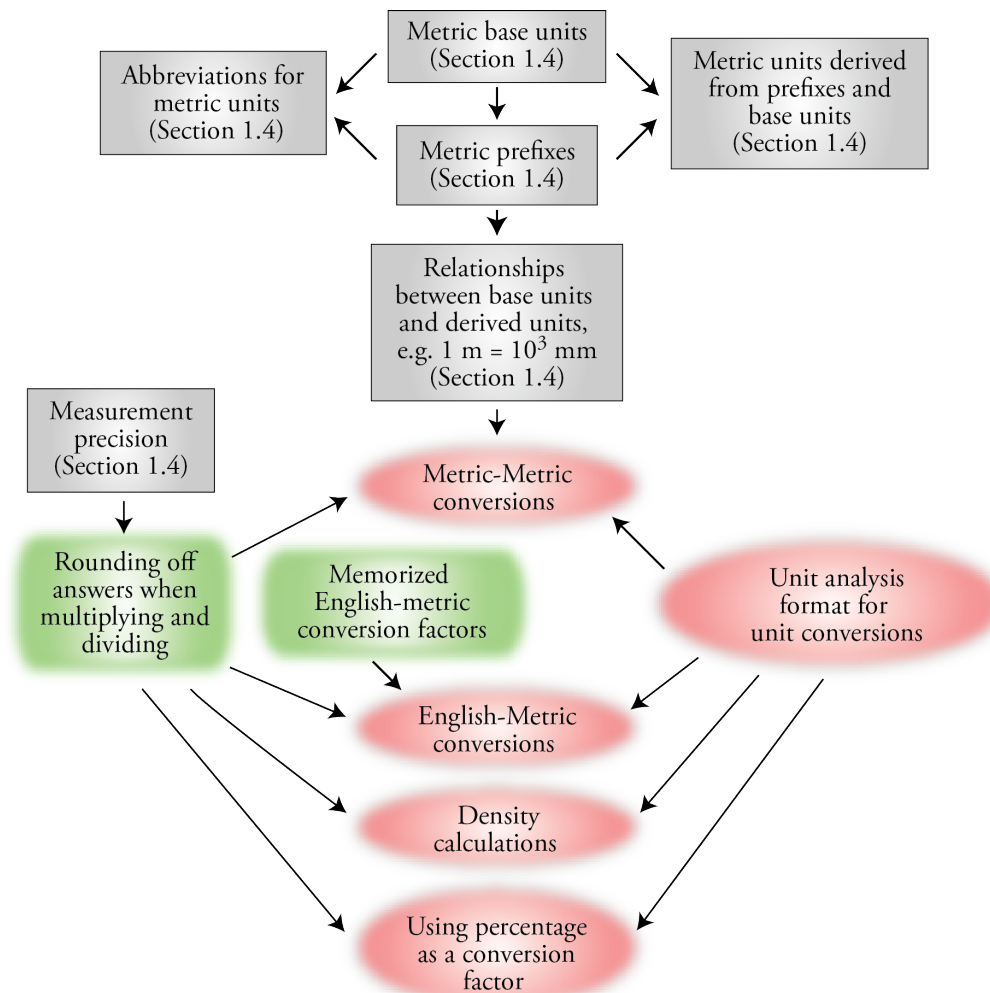 Metric base units
(Section 1.4)
Abbreviations for
metric units
(Section 1.4)
Metric units derived
from prefixes and
base units
(Section 1.4)
Metric prefixes
(Section 1.4)
Relationships
between base units
and derived units,
e.g. 1 m = 10³ mm
(Section 1.4)
Measurement
precision
(Section 1.4)
Metric-Metric
conversions
Rounding off
answers when
multiplying and
dividing
Memorized
English-metric
conversion factors
Unit analysis
format for
unit conversions
English-Metric
conversions
Density
calculations
Using percentage
as a conversion
factor